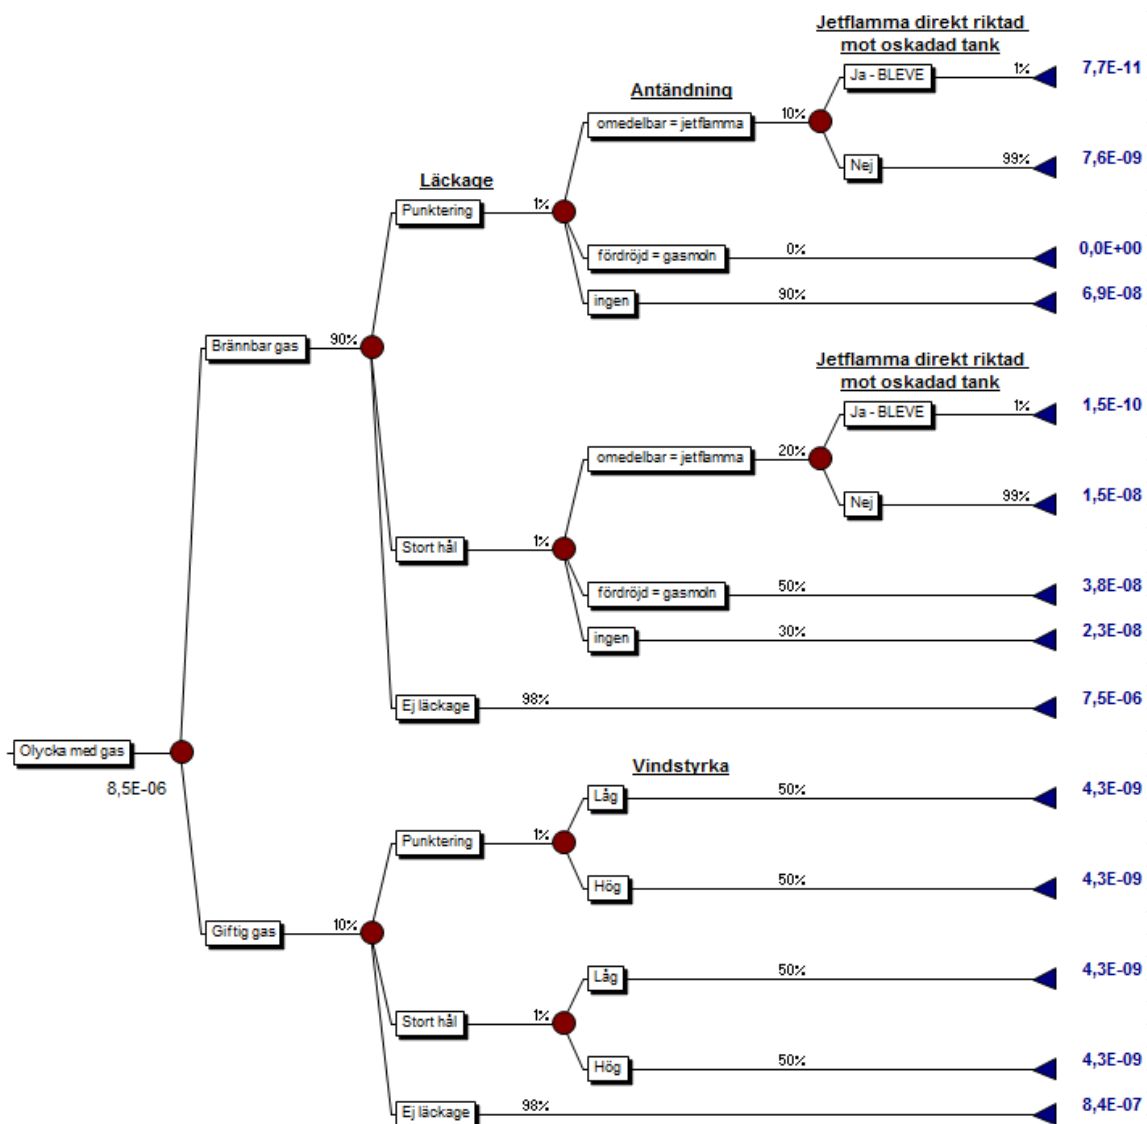 Jetflamma direkt riktad
mot oskadad tank
Ja - BLEVE 1% 7,7E-11
Antändning
omedelbar = jetflamma 10%
Nej 99% 7,6E-09
Läckage
Punktering 1%
fördröjd = gasmoln 0% 0,0E+00
ingen 90% 6,9E-08
Brännbar gas 90%
Jetflamma direkt riktad
mot oskadad tank
Ja - BLEVE 1% 1,5E-10
omedelbar = jetflamma 20%
Nej 99% 1,5E-08
Stort hål 1%
fördröjd = gasmoln 50% 3,8E-08
ingen 30% 2,3E-08
Ej läckage 98% 7,5E-06
Olycka med gas
8,5E-06
Vindstyrka
Låg 50% 4,3E-09
Punktering 1%
Hög 50% 4,3E-09
Giftig gas 10%
Låg 50% 4,3E-09
Stort hål 1%
Hög 50% 4,3E-09
Ej läckage 98% 8,4E-07